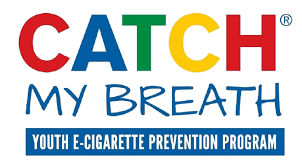 CATCH®
MY BREATH
YOUTH E-CIGARETTE PREVENTION PROGRAM